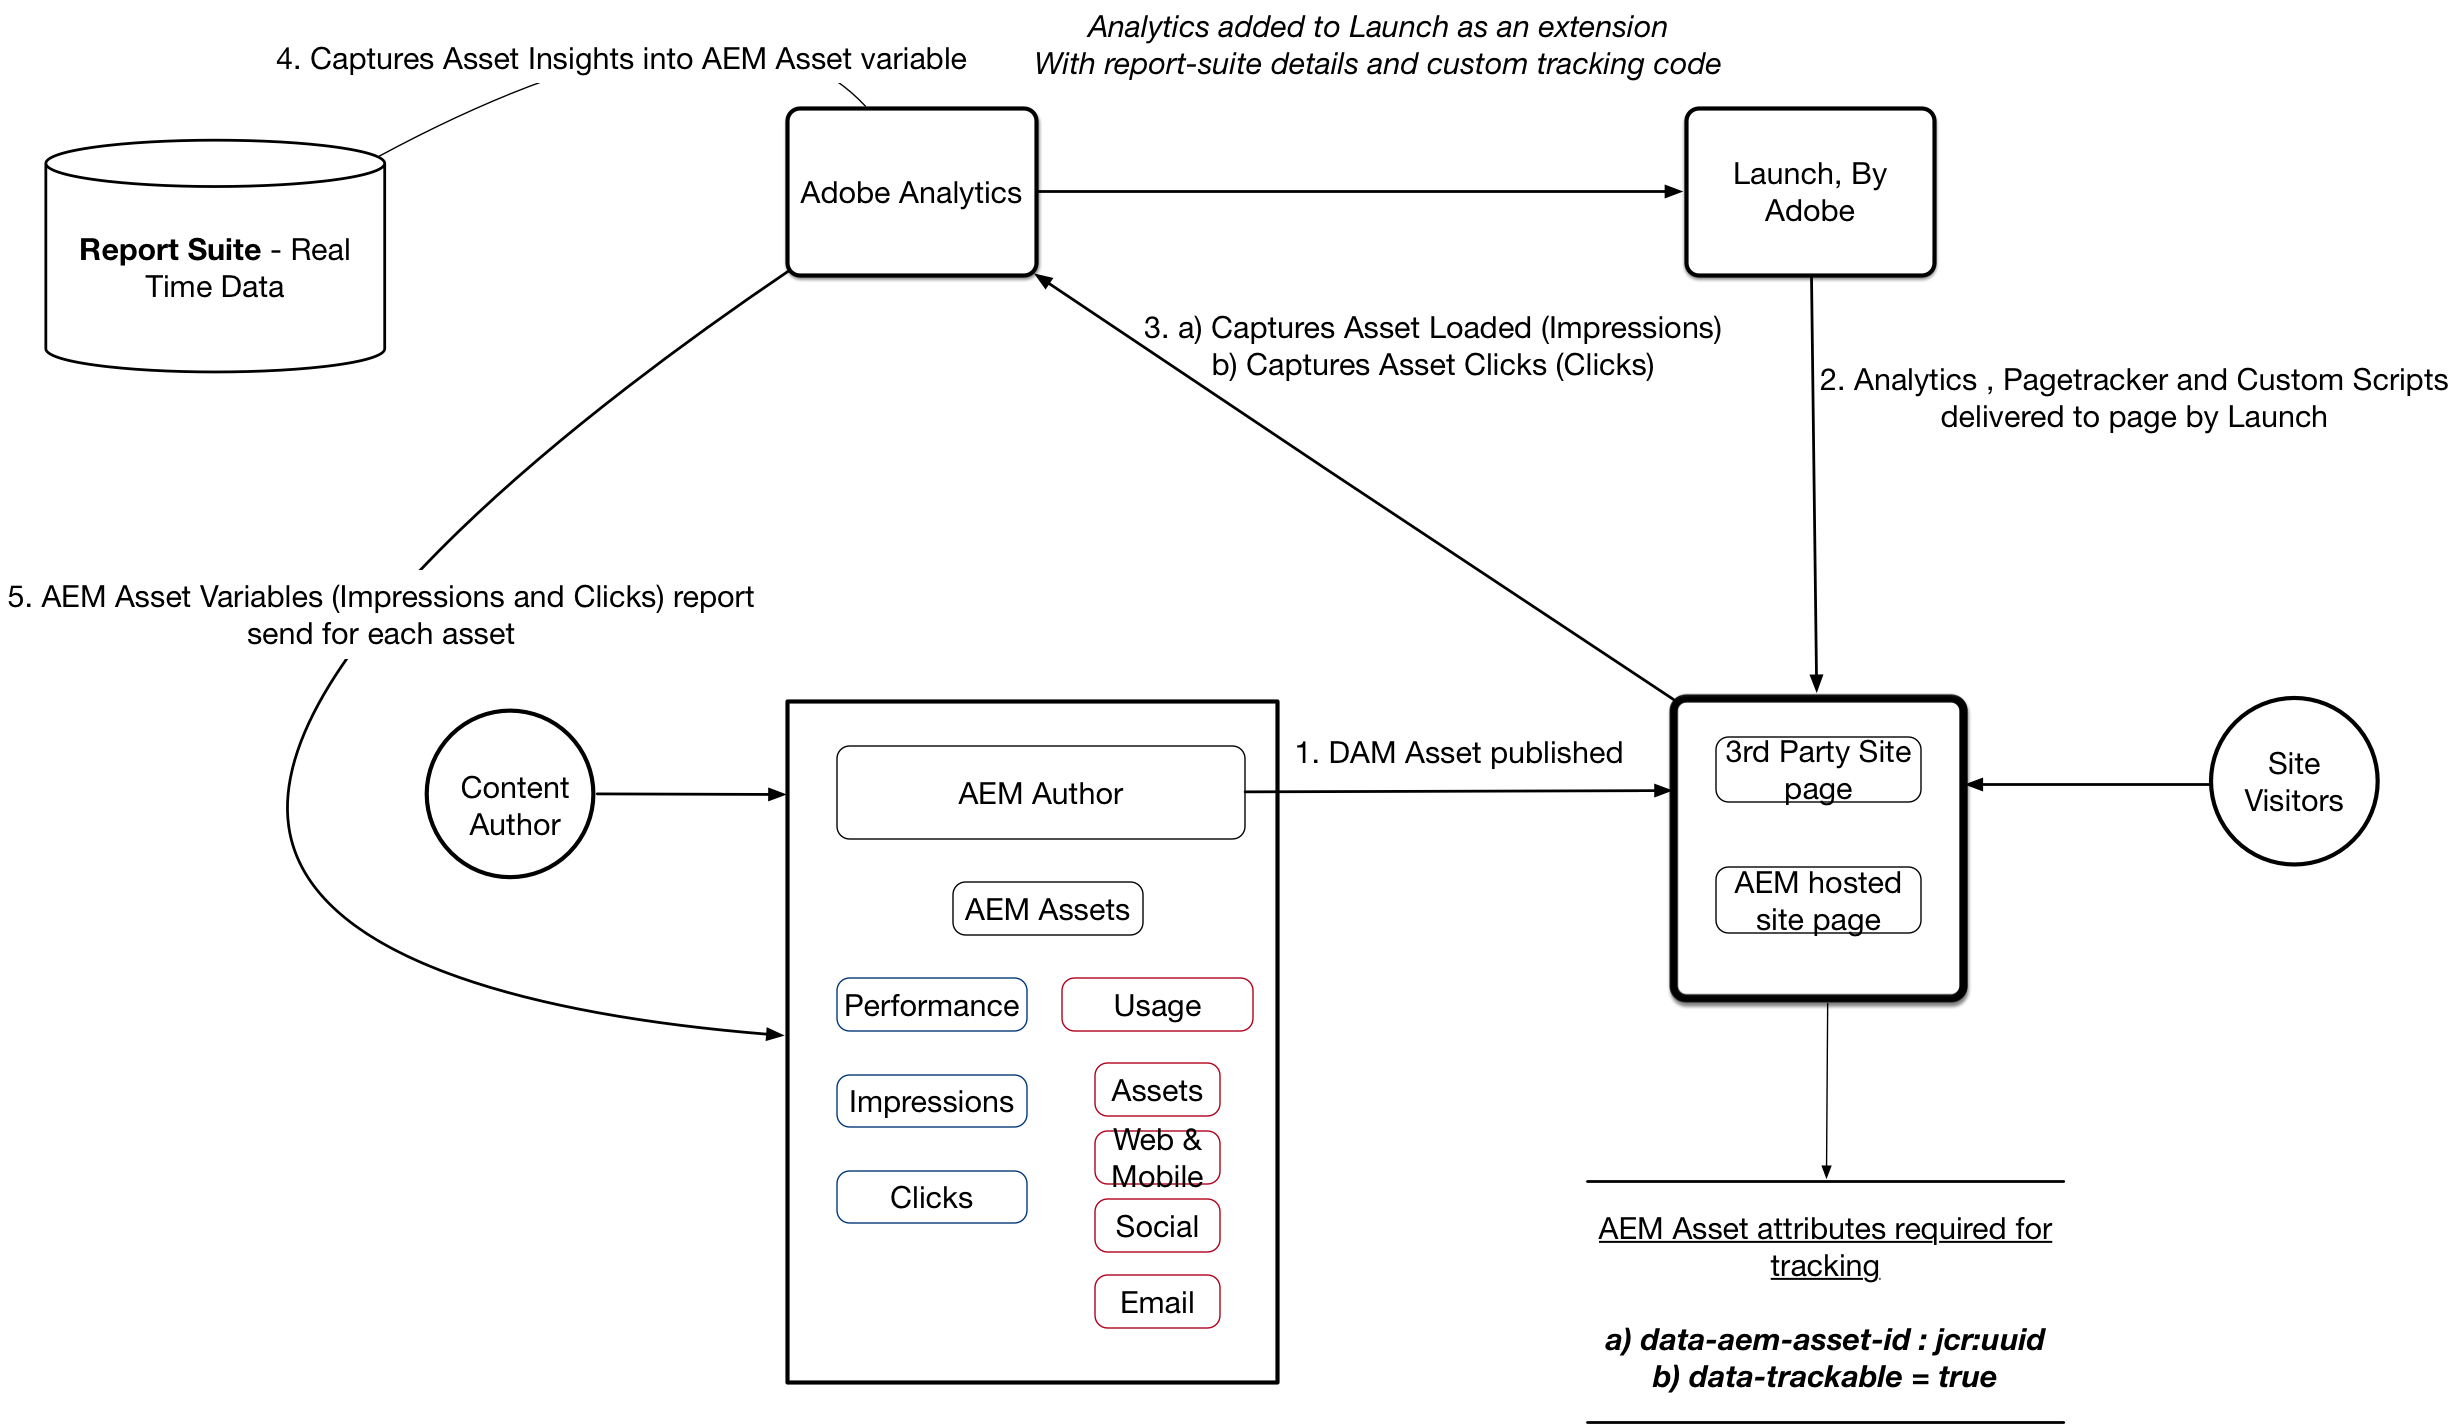 Analytics added to Launch as an extension
With report-suite details and custom tracking code
4. Captures Asset Insights into AEM Asset variable
Adobe Analytics
Launch, By
Adobe
Report Suite - Real
Time Data
3. a) Captures Asset Loaded (Impressions)
b) Captures Asset Clicks (Clicks)
2. Analytics , Pagetracker and Custom Scripts
delivered to page by Launch
5. AEM Asset Variables (Impressions and Clicks) report
send for each asset
Content
Author
AEM Author
1. DAM Asset published
3rd Party Site
page
AEM hosted
site page
Site
Visitors
AEM Assets
Performance
Usage
Impressions
Assets
Web &
Mobile
Clicks
Social
Email
AEM Asset attributes required for
tracking
a) data-aem-asset-id : jcr:uuid
b) data-trackable = true